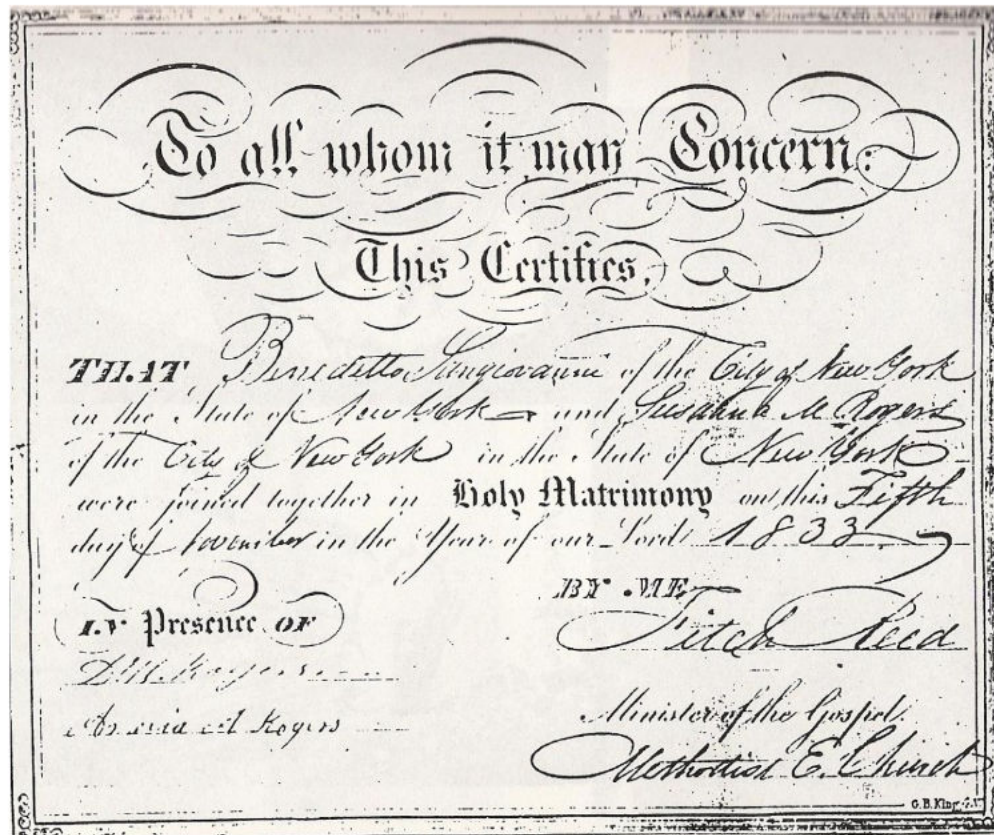 To all whom it may Concern:
This Certifies,
THAT Benedetto Sangiovanni of the City of New York
in the State of New York and Susanna M Rogers
of the City of New York in the State of New York
were joined together in Holy Matrimony on this Fifth
day of November in the Year of our Lord 1833
BY ME
IN Presence OF
Fitch Reed
Rogers
Rogers
Minister of the Gospel
Methodist E. Church
G.B. King